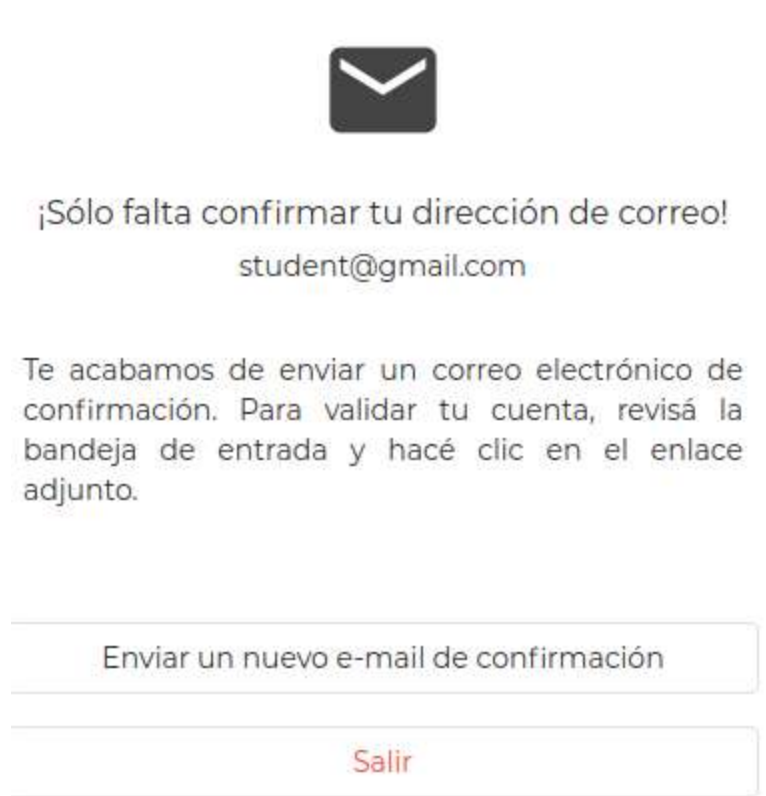 ¡Sólo falta confirmar tu dirección de correo!
student@gmail.com
Te acabamos de enviar un correo electrónico de
confirmación. Para validar tu cuenta, revisá la
bandeja de entrada y hacé clic en el enlace
adjunto.
Enviar un nuevo e-mail de confirmación
Salir